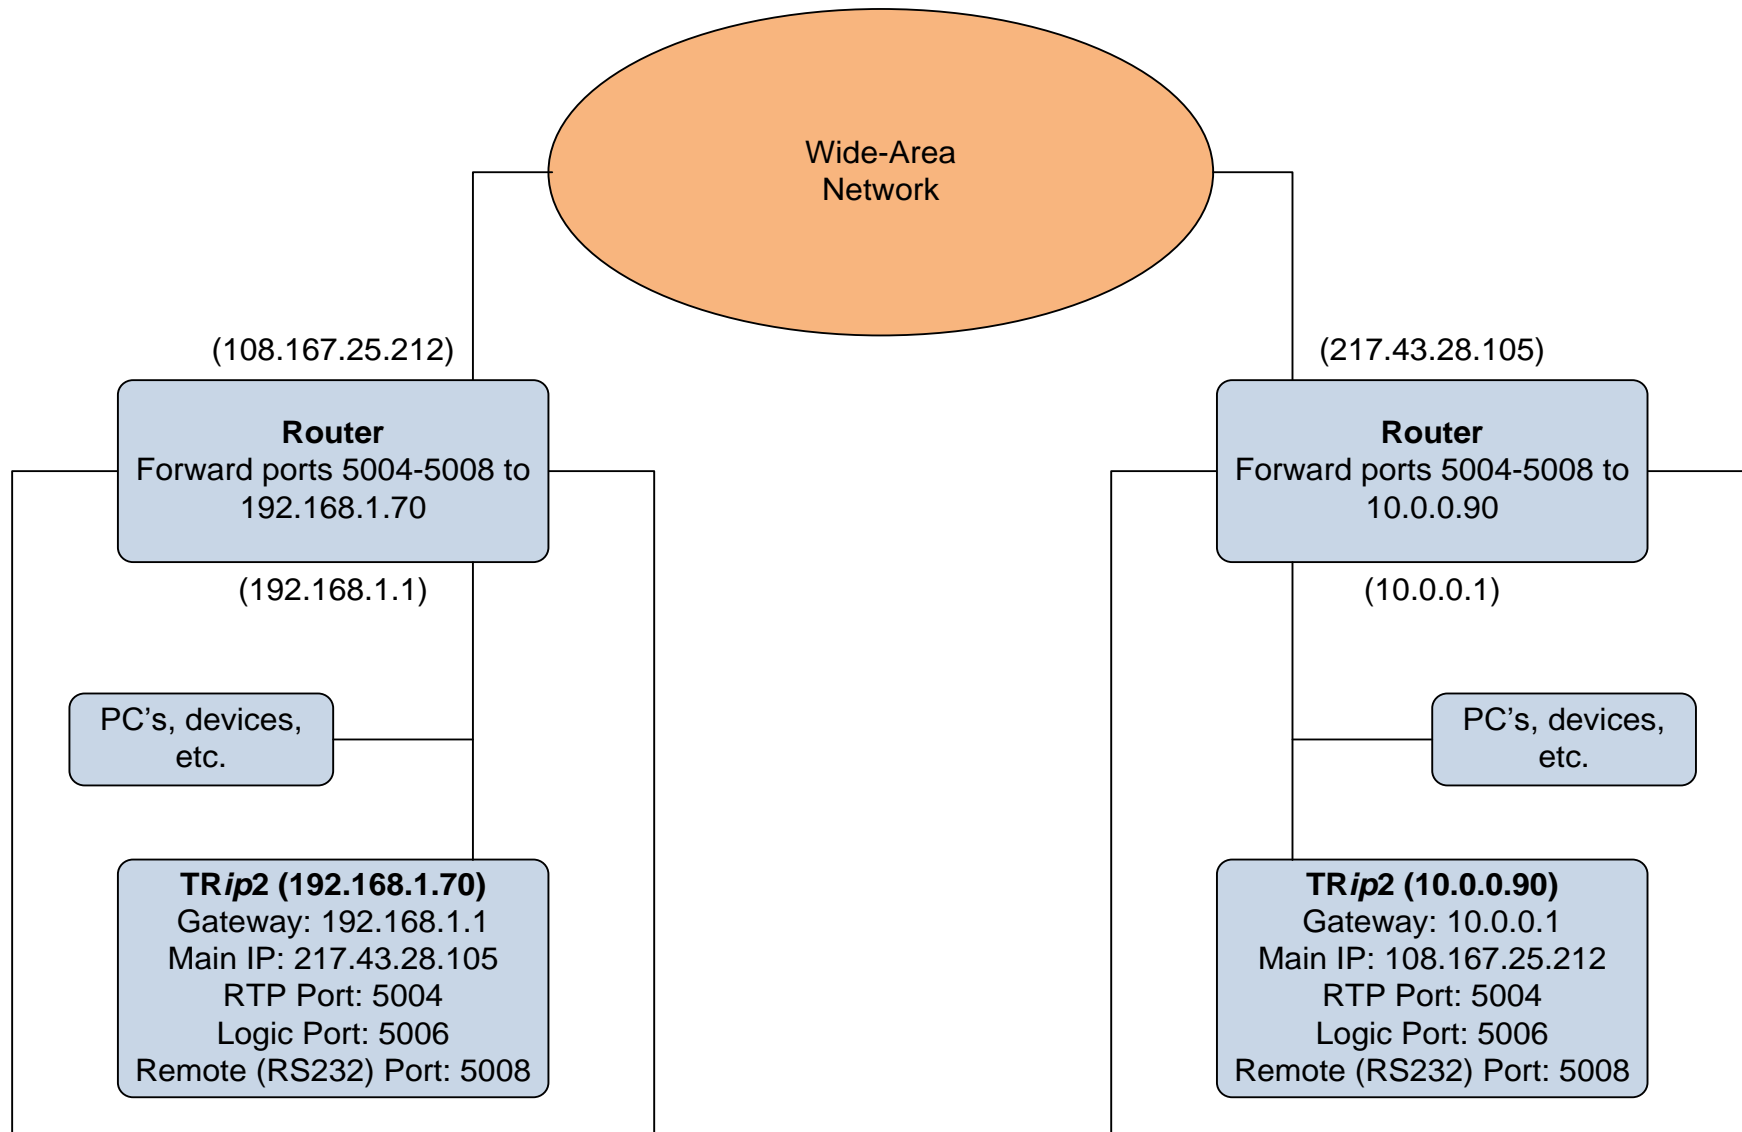 Wide-Area
Network
(108.167.25.212)
(217.43.28.105)
Router
Forward ports 5004-5008 to
192.168.1.70
Router
Forward ports 5004-5008 to
10.0.0.90
(192.168.1.1)
(10.0.0.1)
PC’s, devices,
etc.
PC’s, devices,
etc.
TRip2 (192.168.1.70)
Gateway: 192.168.1.1
Main IP: 217.43.28.105
RTP Port: 5004
Logic Port: 5006
Remote (RS232) Port: 5008
TRip2 (10.0.0.90)
Gateway: 10.0.0.1
Main IP: 108.167.25.212
RTP Port: 5004
Logic Port: 5006
Remote (RS232) Port: 5008